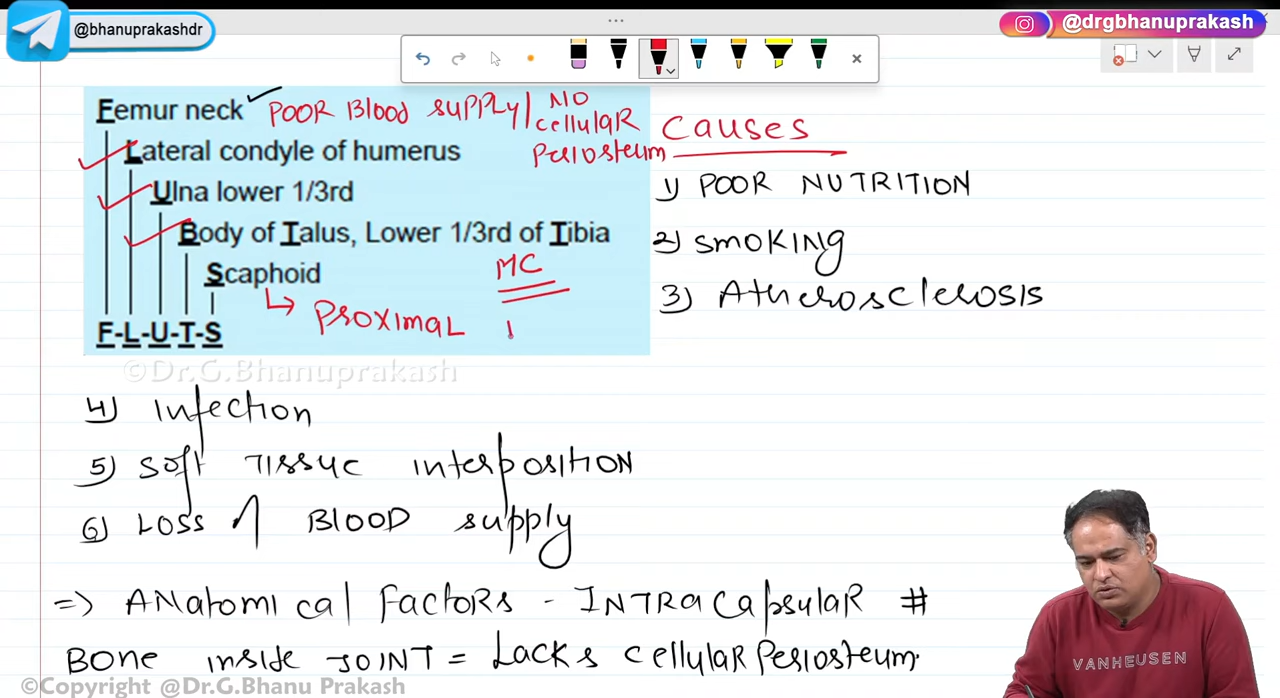 @bhanuprakashdr
@drgbhanuprakash
Femur neck POOR Blood supply/ NO cellular Periosteum
Lateral condyle of humerus
Ulna lower 1/3rd
Body of Talus, Lower 1/3rd of Tibia
Scaphoid MC
Proximal
F-L-U-T-S
©Dr.G.Bhanuprakash
Causes
1) POOR NUTRITION
2) Smoking
3) Atherosclerosis
4) Infection
5) Soft Tissue interposition
6) Loss of Blood supply
=> Anatomical Factors - INTRACapsular #
Bone inside JOINT = Lacks cellular Periosteum.
VANHEUSEN
©Copyright @Dr.G.Bhanu Prakash